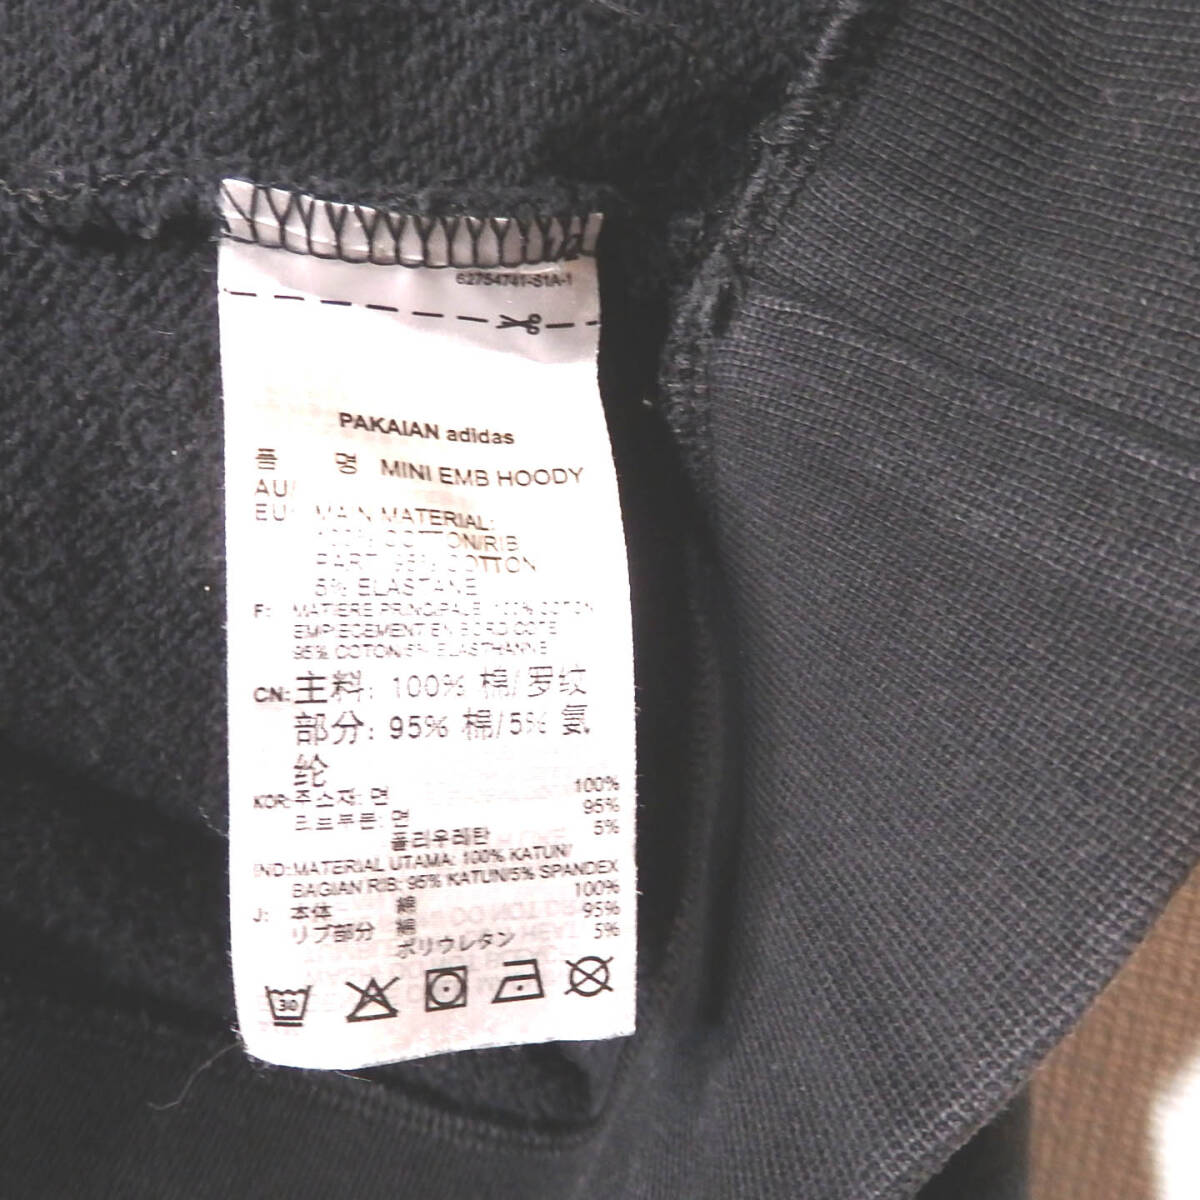 62754741-S1A-1
PAKAIAN adidas
품 명 MINI EMB HOODY
AU/
EU: MAIN MATERIAL:
100% COTTON/RIB
PART: 95% COTTON
5% ELASTANE
F: MATIERE PRINCIPALE: 100% COTON
EMPIECEMENT EN BORD COTE
95% COTON/5% ELASTHANNE
CN: 主料: 100% 棉/罗纹
部分: 95% 棉/5% 氨
纶
KOR: 주소재: 면 100%
리브부분: 면 95%
폴리우레탄 5%
IND: MATERIAL UTAMA: 100% KATUN/
BAGIAN RIB: 95% KATUN/5% SPANDEX
J: 本体 綿 100%
リブ部分 綿 95%
ポリウレタン 5%
30